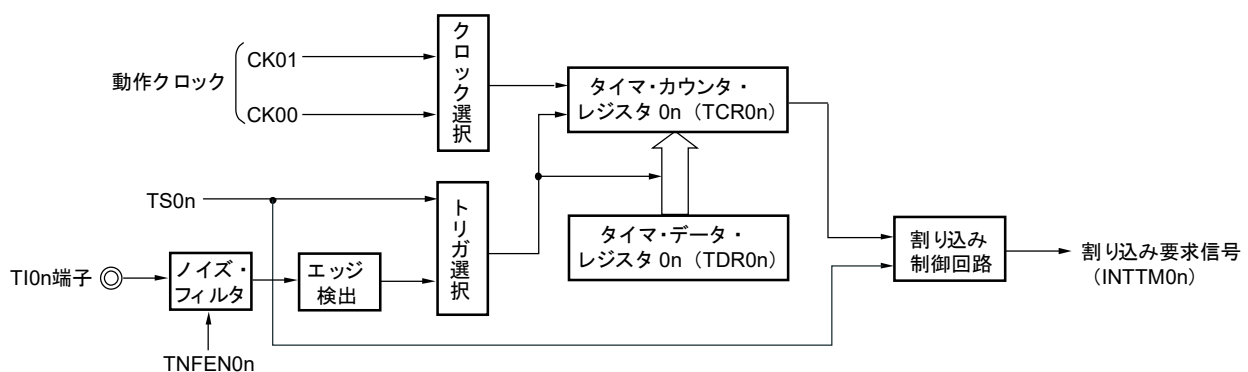 動作クロック
CK01
CK00
クロック選択
タイマ・カウンタ・
レジスタ 0n（TCR0n）
TS0n
トリガ選択
タイマ・データ・
レジスタ 0n（TDR0n）
TI0n端子
ノイズ・
フィルタ
エッジ
検出
TNFEN0n
割り込み
制御回路
割り込み要求信号
（INTTM0n）